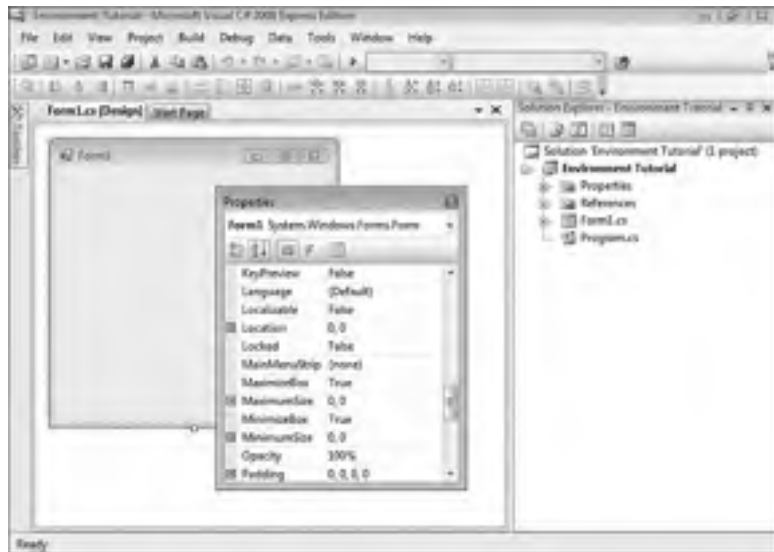 Environment Tutorial - Microsoft Visual C# 2008 Express Edition
File Edit View Project Build Debug Data Tools Window Help
Form1.cs [Design] Start Page
Solution Explorer - Environment Tutorial
Toolbox
Form1
Solution 'Environment Tutorial' (1 project)
Environment Tutorial
Properties
References
Form1.cs
Program.cs
Properties
Form1 System.Windows.Forms.Form
KeyPreview False
Language (Default)
Localizable False
Location 0, 0
Locked False
MainMenuStrip (none)
MaximizeBox True
MaximumSize 0, 0
MinimizeBox True
MinimumSize 0, 0
Opacity 100%
Padding 0, 0, 0, 0
Ready